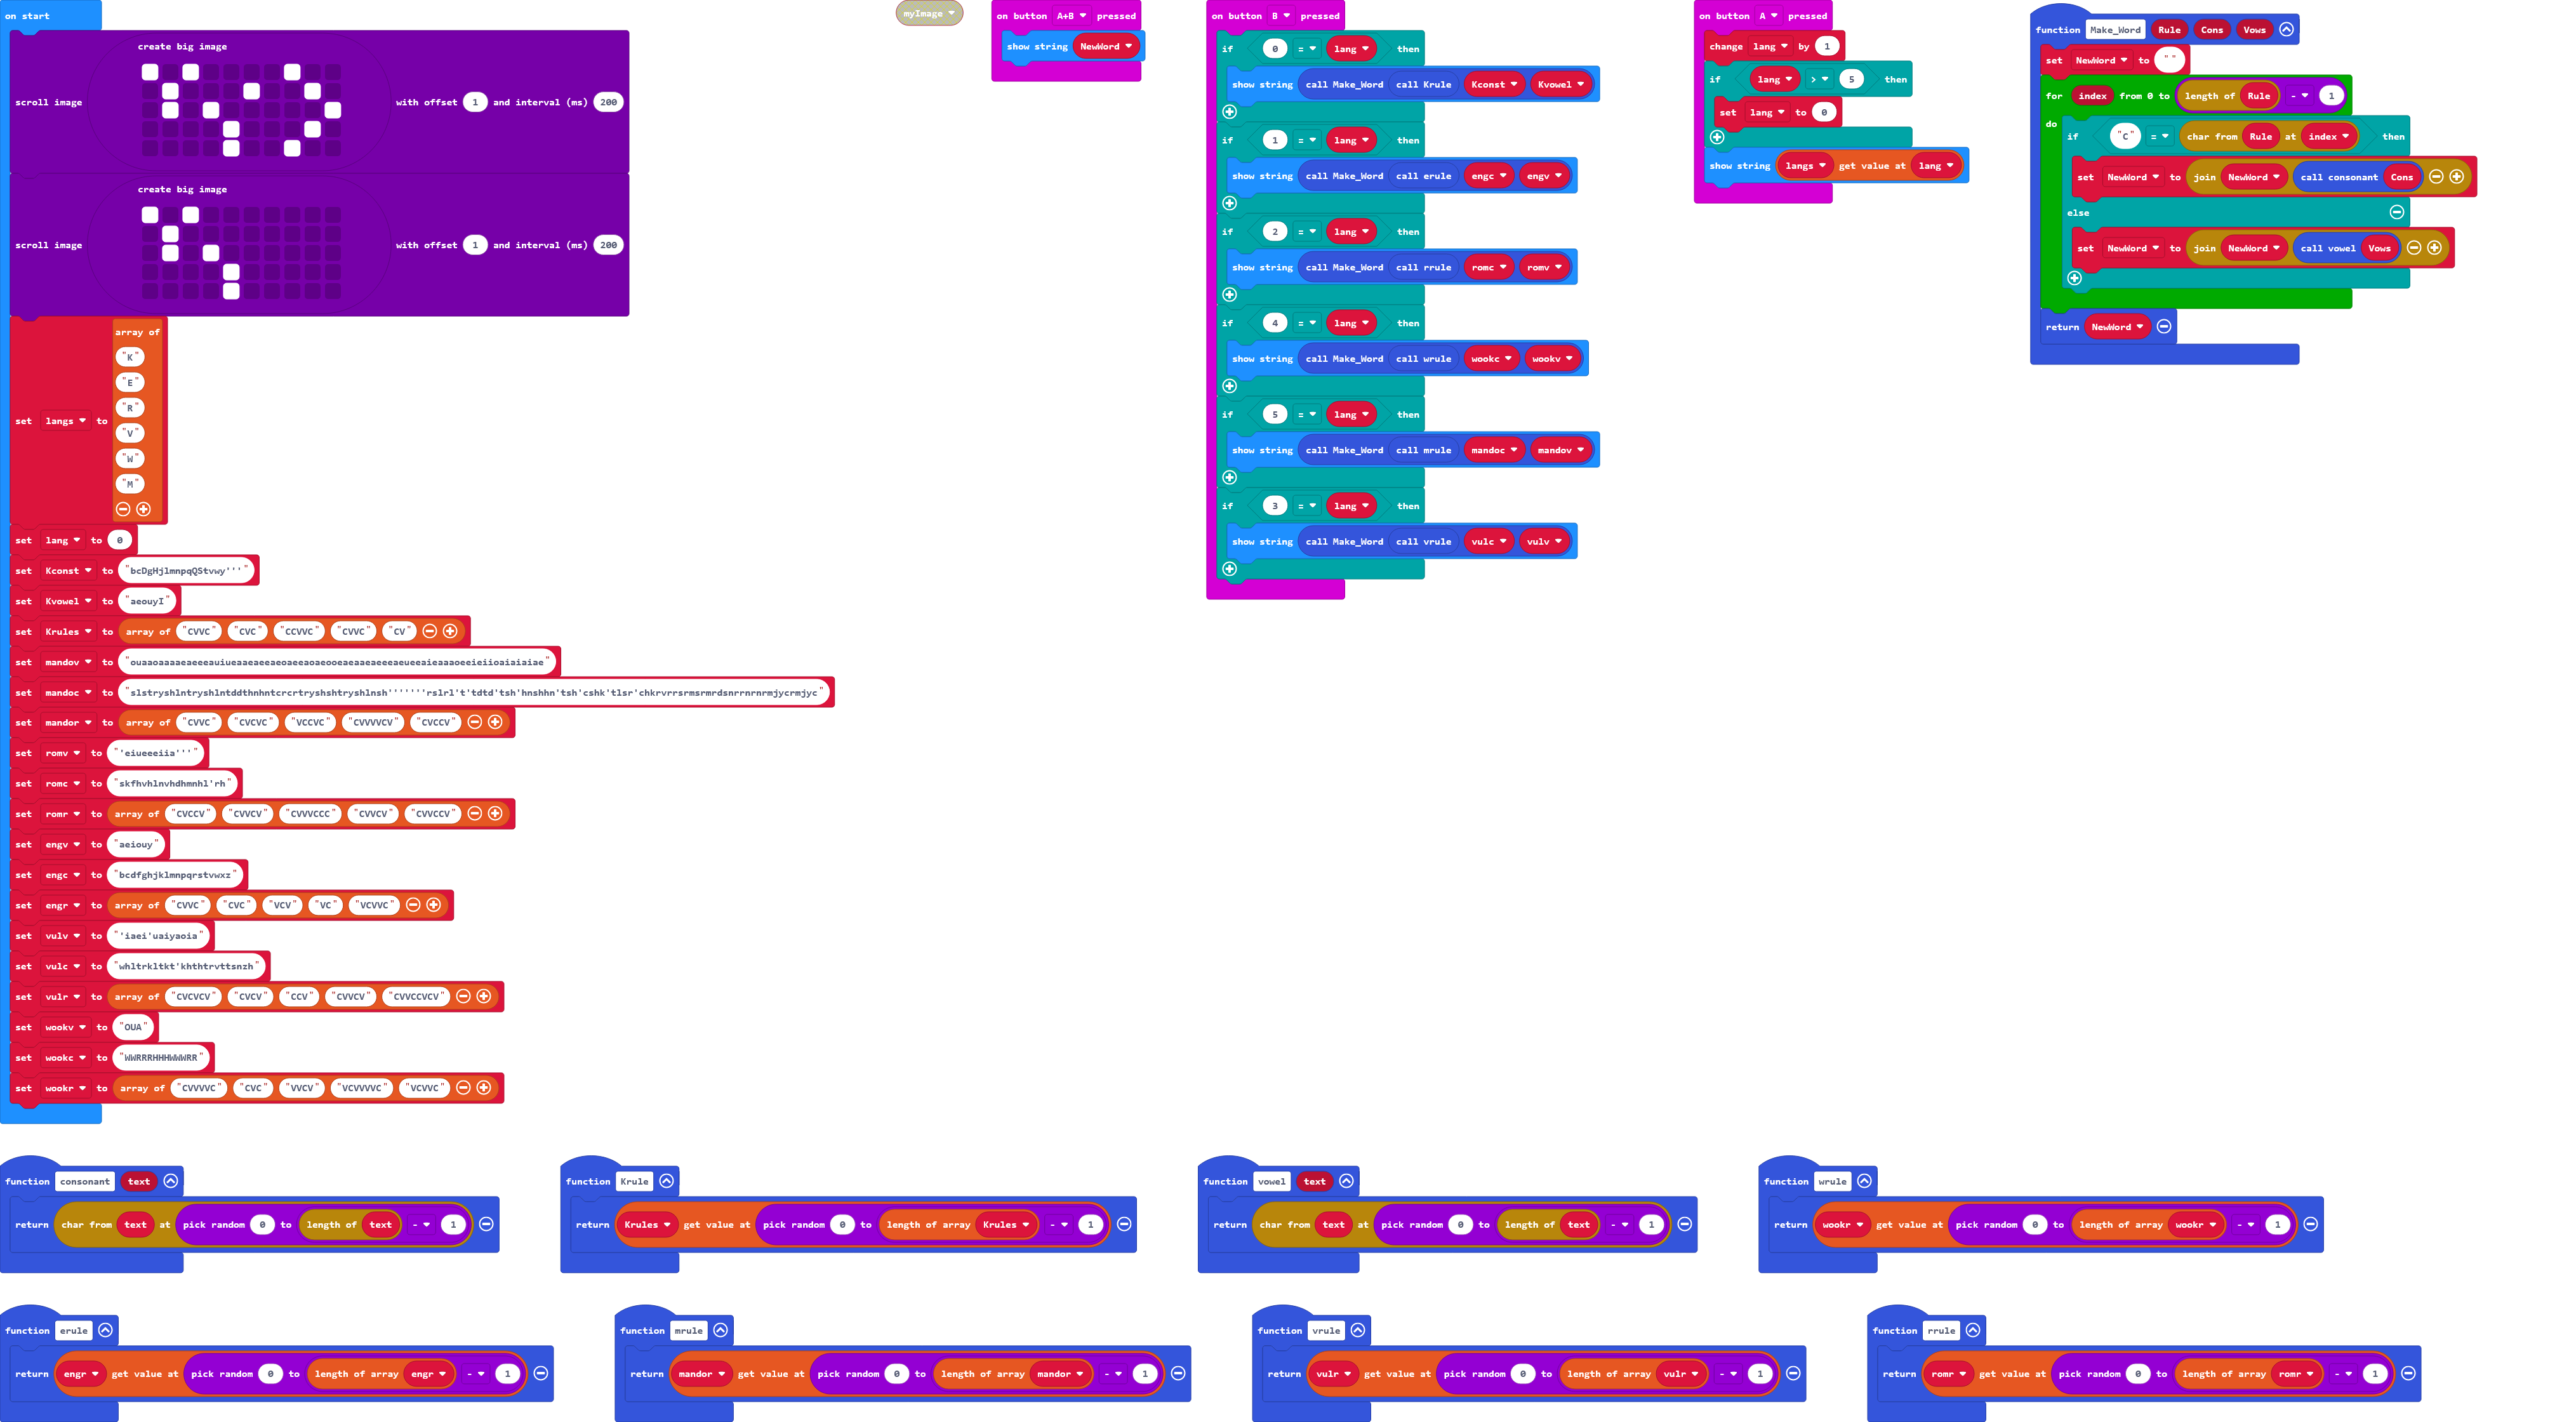 on start
create big image
scroll image with offset 1 and interval (ms) 200
create big image
scroll image with offset 1 and interval (ms) 200
set langs to array of
"K"
"E"
"R"
"V"
"W"
"M"
set lang to 0
set Kconst to "bcDgHjlmnpqQStvwy'''"
set Kvowel to "aeouyI"
set Krules to array of "CVVC" "CVC" "CCVVC" "CVVC" "CV"
set mandov to
set mandoc to
set mandor to array of "CVVC" "CVCVC" "VCCVC" "CVVVVCV" "CVCCV"
set romv to "'eiueeeiia'''"
set romc to "skfhvhlnvhdhmnhl'rh"
set romr to array of "CVCCV" "CVVCV" "CVVVCCC" "CVVCV" "CVVCCV"
set engv to "aeiouy"
set engc to "bcdfghjklmnpqrstvwxz"
set engr to array of "CVVC" "CVC" "VCV" "VC" "VCVVC"
set vulv to "'iaei'uaiyaoia"
set vulc to "whltrkltkt'khthtrvttsnzh"
set vulr to array of "CVCVCV" "CVCV" "CCV" "CVVCV" "CVVCCVCV"
set wookv to "OUA"
set wookc to "WWRRRHHHWWWRR"
set wookr to array of "CVVVVC" "CVC" "VVCV" "VCVVVVC" "VCVVC"
myImage
on button A+B pressed
show string NewWord
on button B pressed
if 0 = lang then
show string call Make_Word call Krule Kconst Kvowel
if 1 = lang then
show string call Make_Word call erule engc engv
if 2 = lang then
show string call Make_Word call rrule romc romv
if 4 = lang then
show string call Make_Word call wrule wookc wookv
if 5 = lang then
show string call Make_Word call mrule mandoc mandov
if 3 = lang then
show string call Make_Word call vrule vulc vulv
on button A pressed
change lang by 1
if lang > 5 then
set lang to 0
show string langs get value at lang
function Make_Word Rule Cons Vows
set NewWord to " "
for index from 0 to length of Rule - 1
do
if "C" = char from Rule at index then
set NewWord to join NewWord call consonant Cons
else
set NewWord to join NewWord call vowel Vows
return NewWord
function consonant text
return char from text at pick random 0 to length of text - 1
function Krule
return Krules get value at pick random 0 to length of array Krules - 1
function vowel text
return char from text at pick random 0 to length of text - 1
function wrule
return wookr get value at pick random 0 to length of array wookr - 1
function erule
return engr get value at pick random 0 to length of array engr - 1
function mrule
return mandor get value at pick random 0 to length of array mandor - 1
function vrule
return vulr get value at pick random 0 to length of array vulr - 1
function rrule
return romr get value at pick random 0 to length of array romr - 1